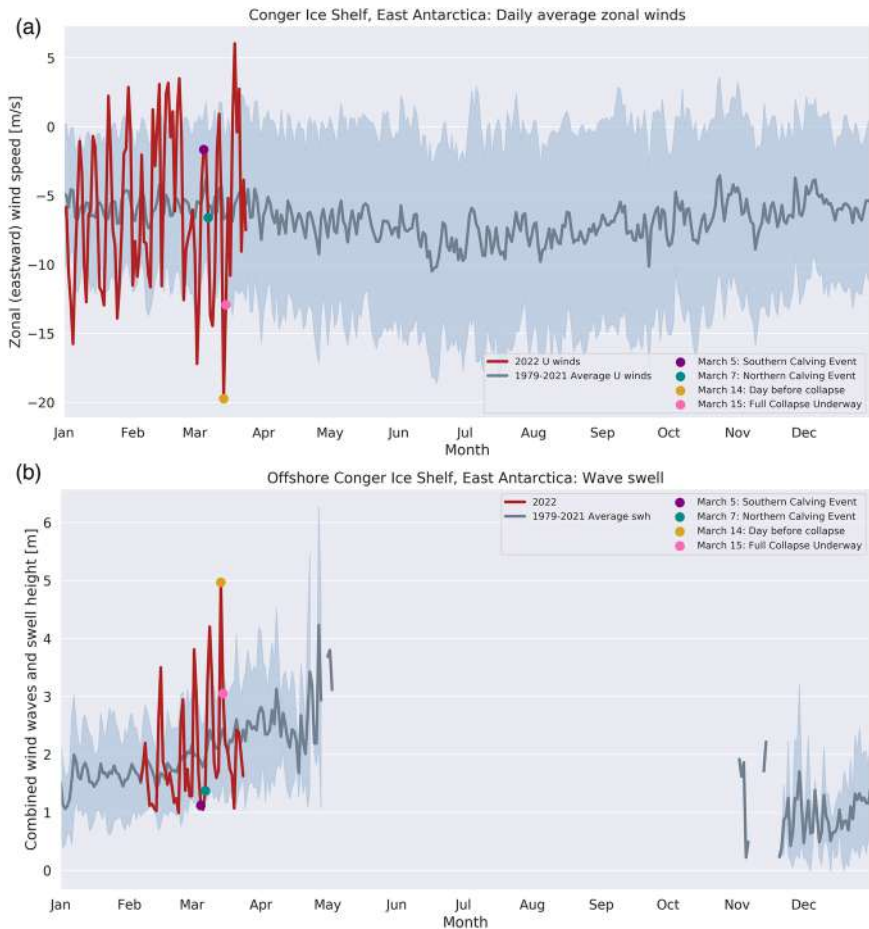 (a)
Conger Ice Shelf, East Antarctica: Daily average zonal winds
Zonal (eastward) wind speed [m/s]
5
0
−5
−10
−15
−20
2022 U winds
1979-2021 Average U winds
March 5: Southern Calving Event
March 7: Northern Calving Event
March 14: Day before collapse
March 15: Full Collapse Underway
Jan Feb Mar Apr May Jun Jul Aug Sep Oct Nov Dec
Month
(b)
Offshore Conger Ice Shelf, East Antarctica: Wave swell
Combined wind waves and swell height [m]
6
5
4
3
2
1
0
2022
1979-2021 Average swh
March 5: Southern Calving Event
March 7: Northern Calving Event
March 14: Day before collapse
March 15: Full Collapse Underway
Jan Feb Mar Apr May Jun Jul Aug Sep Oct Nov Dec
Month